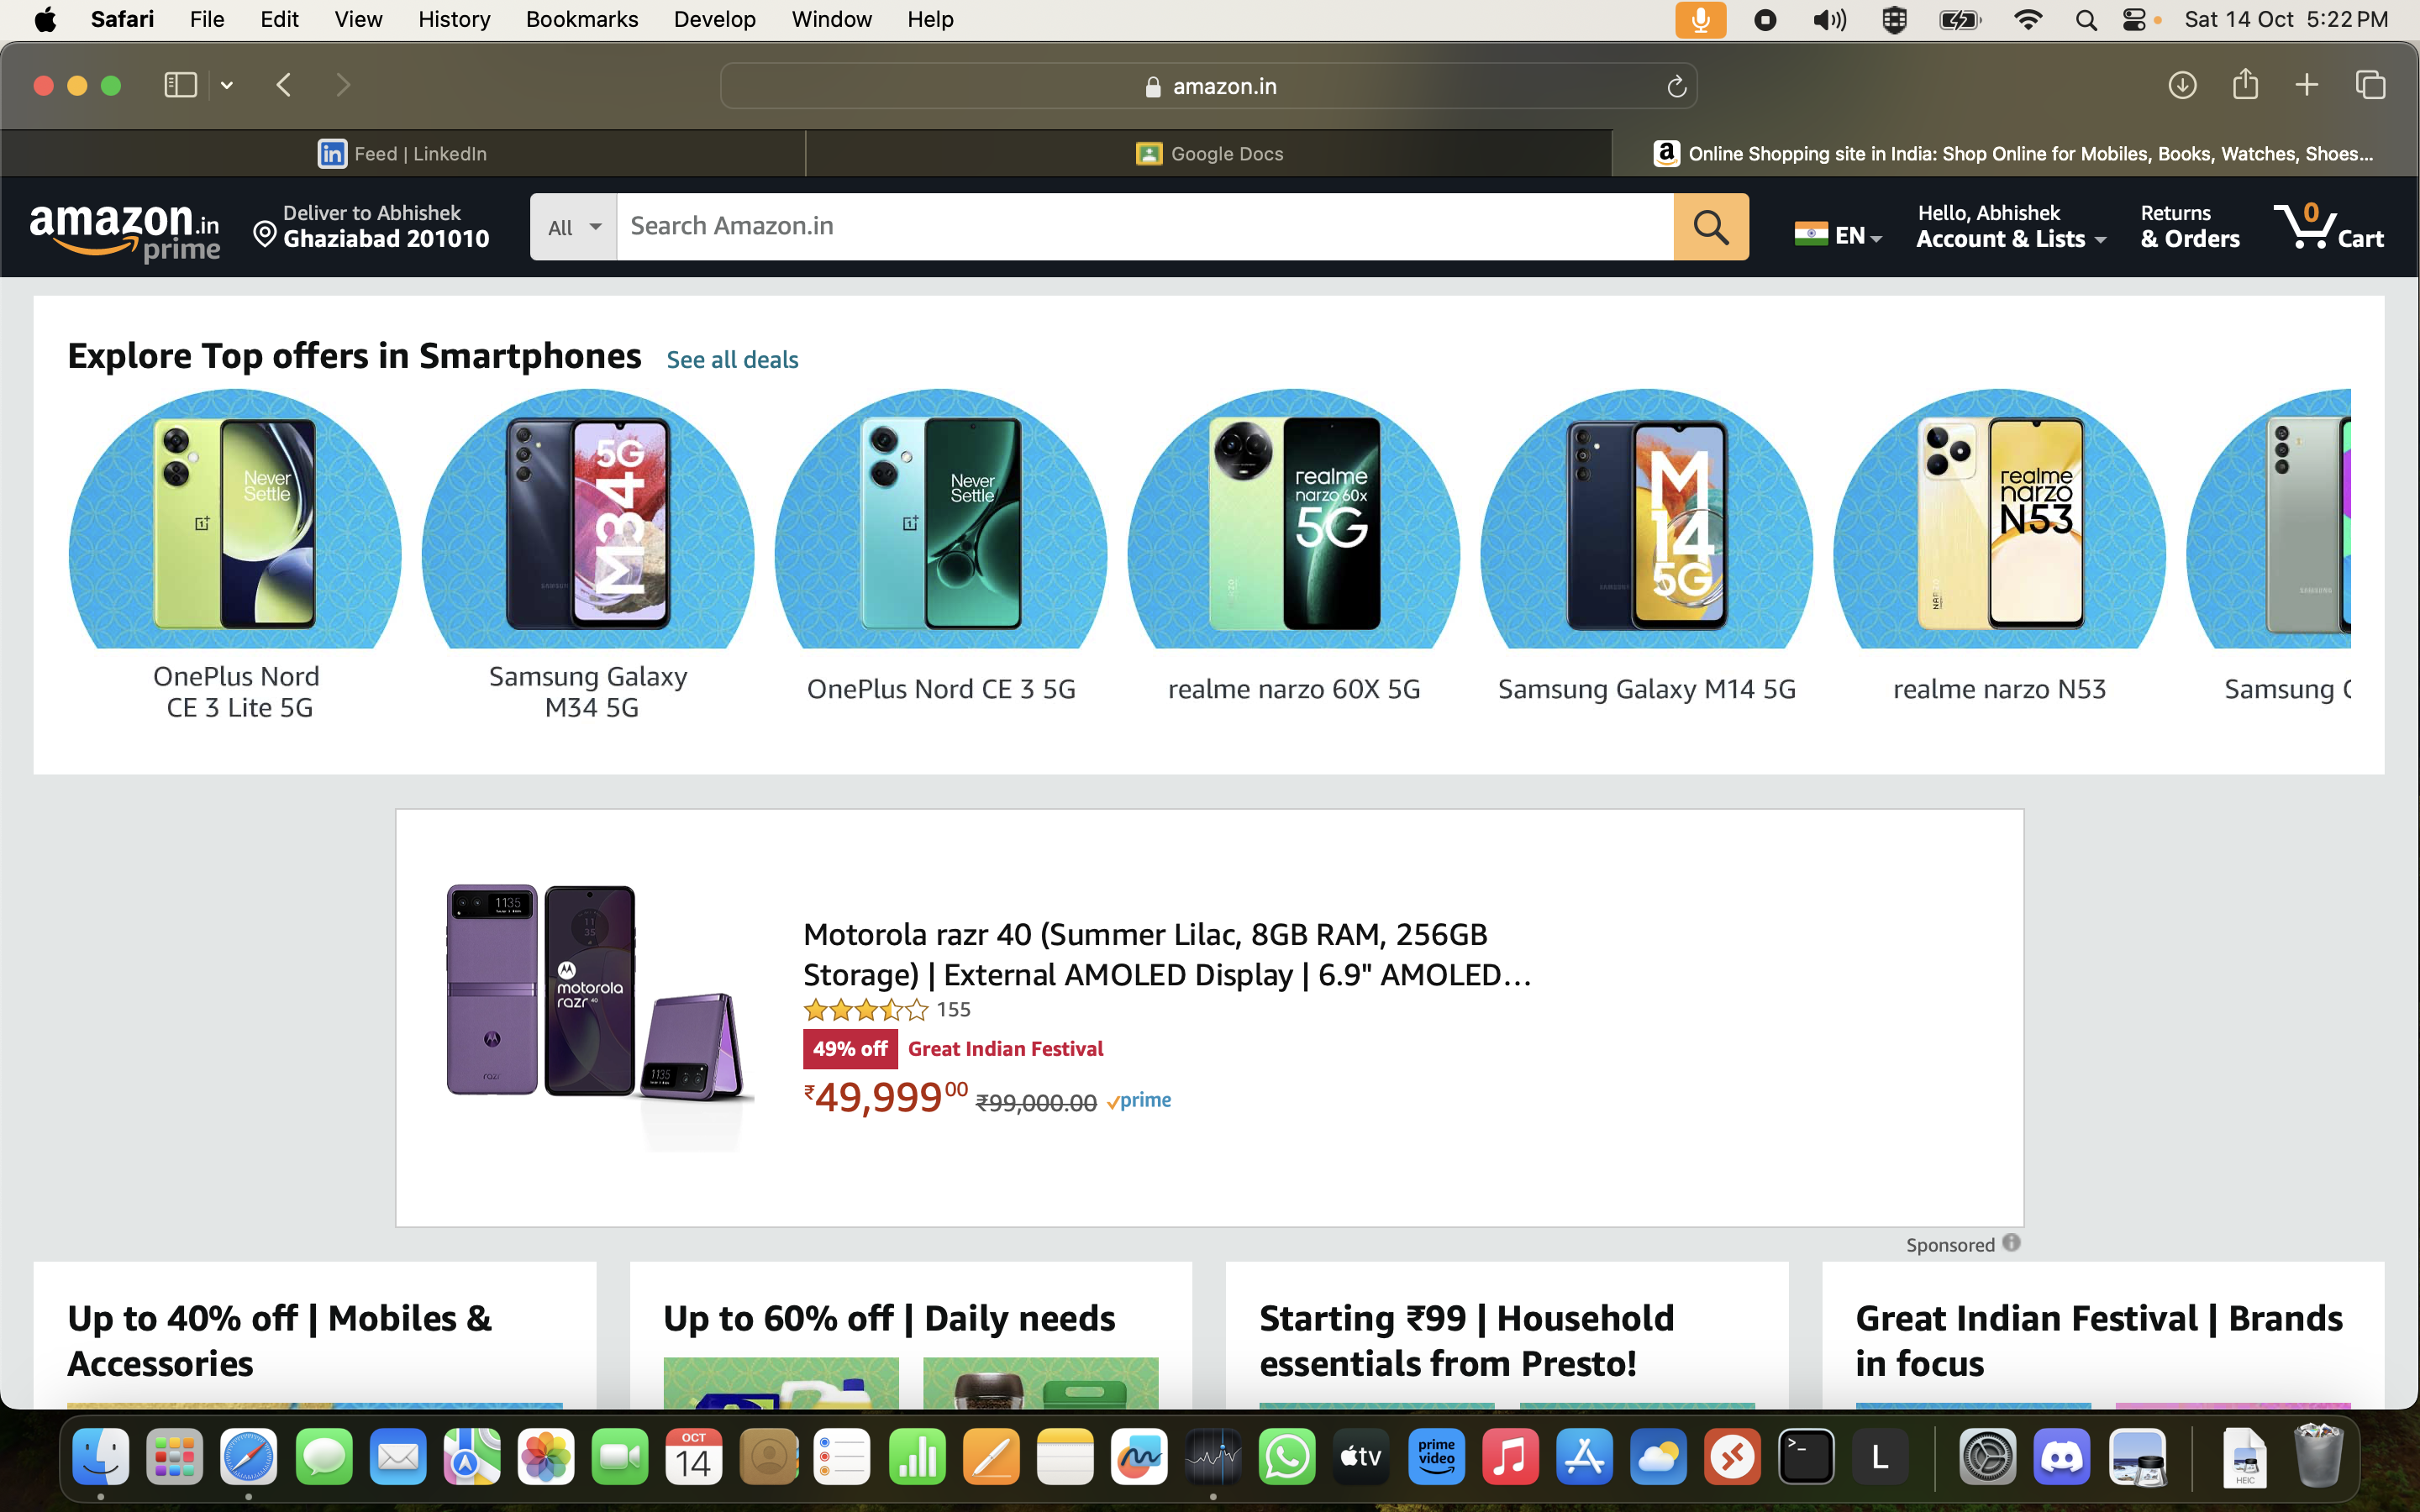 Safari File Edit View History Bookmarks Develop Window Help
Sat 14 Oct 5:22 PM
amazon.in
Feed | LinkedIn
Google Docs
Online Shopping site in India: Shop Online for Mobiles, Books, Watches, Shoes...
amazon.in
prime
Deliver to Abhishek
Ghaziabad 201010
All
Search Amazon.in
EN
Hello, Abhishek
Account & Lists
Returns
& Orders
0
Cart
Explore Top offers in Smartphones See all deals
Never
Settle
5G
M34
SAMSUNG
Never
Settle
realme
narzo 60x
5G
M
14
5G
SAMSUNG
realme
narzo
N53
SAMSUNG
OnePlus Nord
CE 3 Lite 5G
Samsung Galaxy
M34 5G
OnePlus Nord CE 3 5G
realme narzo 60X 5G
Samsung Galaxy M14 5G
realme narzo N53
Samsung
1135
11
35
motorola
razr 40
razr
1135
Motorola razr 40 (Summer Lilac, 8GB RAM, 256GB
Storage) | External AMOLED Display | 6.9" AMOLED...
155
49% off Great Indian Festival
₹49,999.00 ₹99,000.00 prime
Sponsored
Up to 40% off | Mobiles &
Accessories
Up to 60% off | Daily needs
Starting ₹99 | Household
essentials from Presto!
Great Indian Festival | Brands
in focus
OCT
14
tv
prime
video
L
HEIC